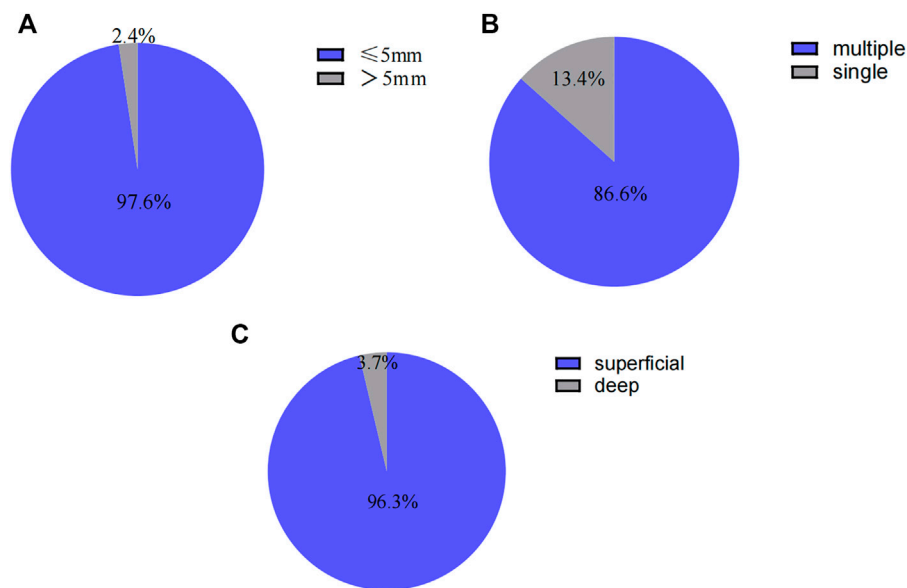 A
2.4%
≤5mm
>5mm
97.6%
B
multiple
single
13.4%
86.6%
C
3.7%
superficial
deep
96.3%